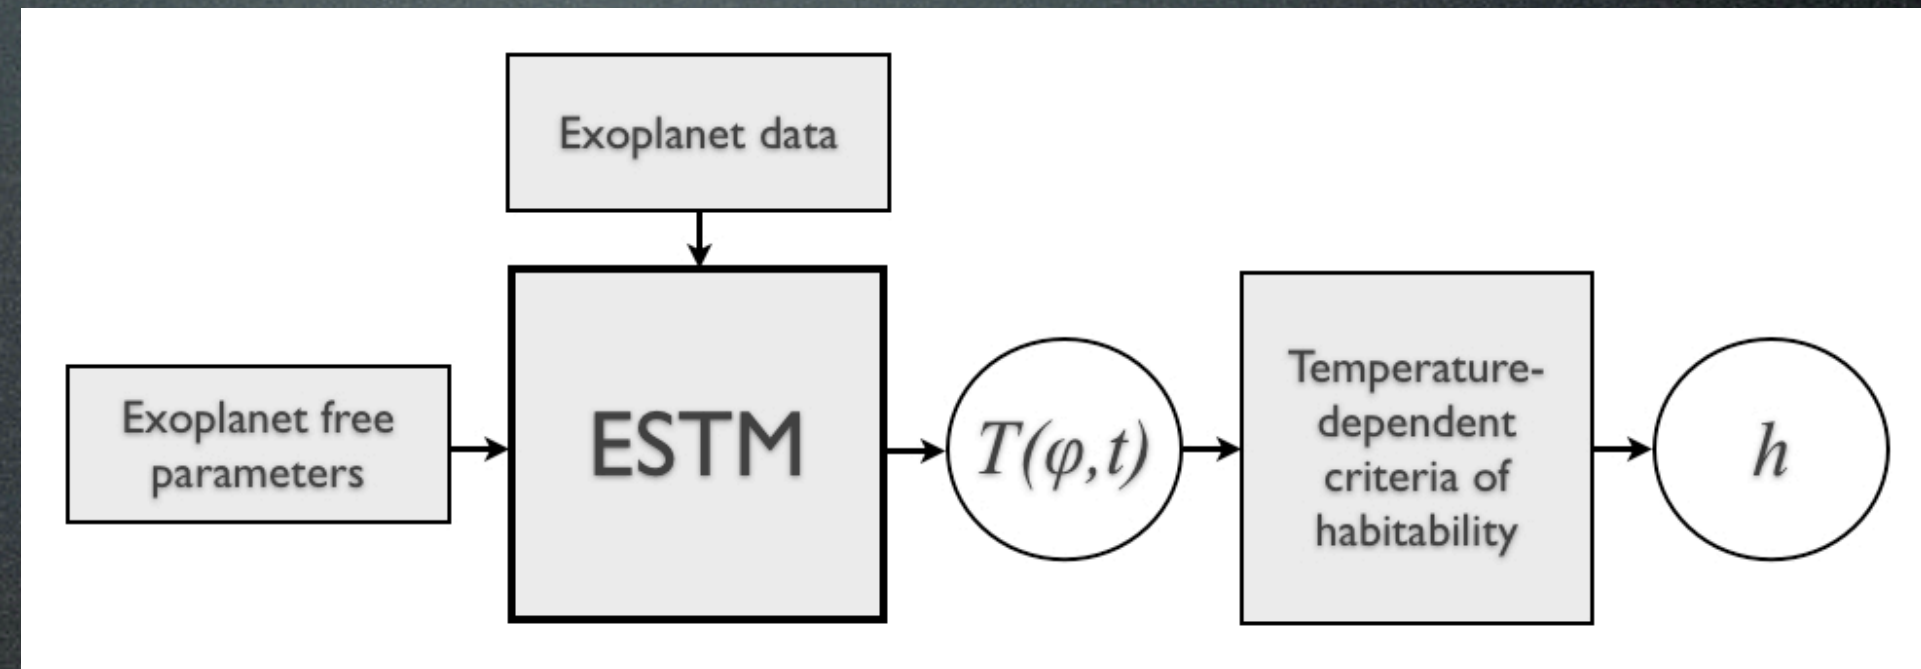 Exoplanet data
Exoplanet free
parameters
ESTM
T(φ,t)
Temperature-
dependent
criteria of
habitability
h